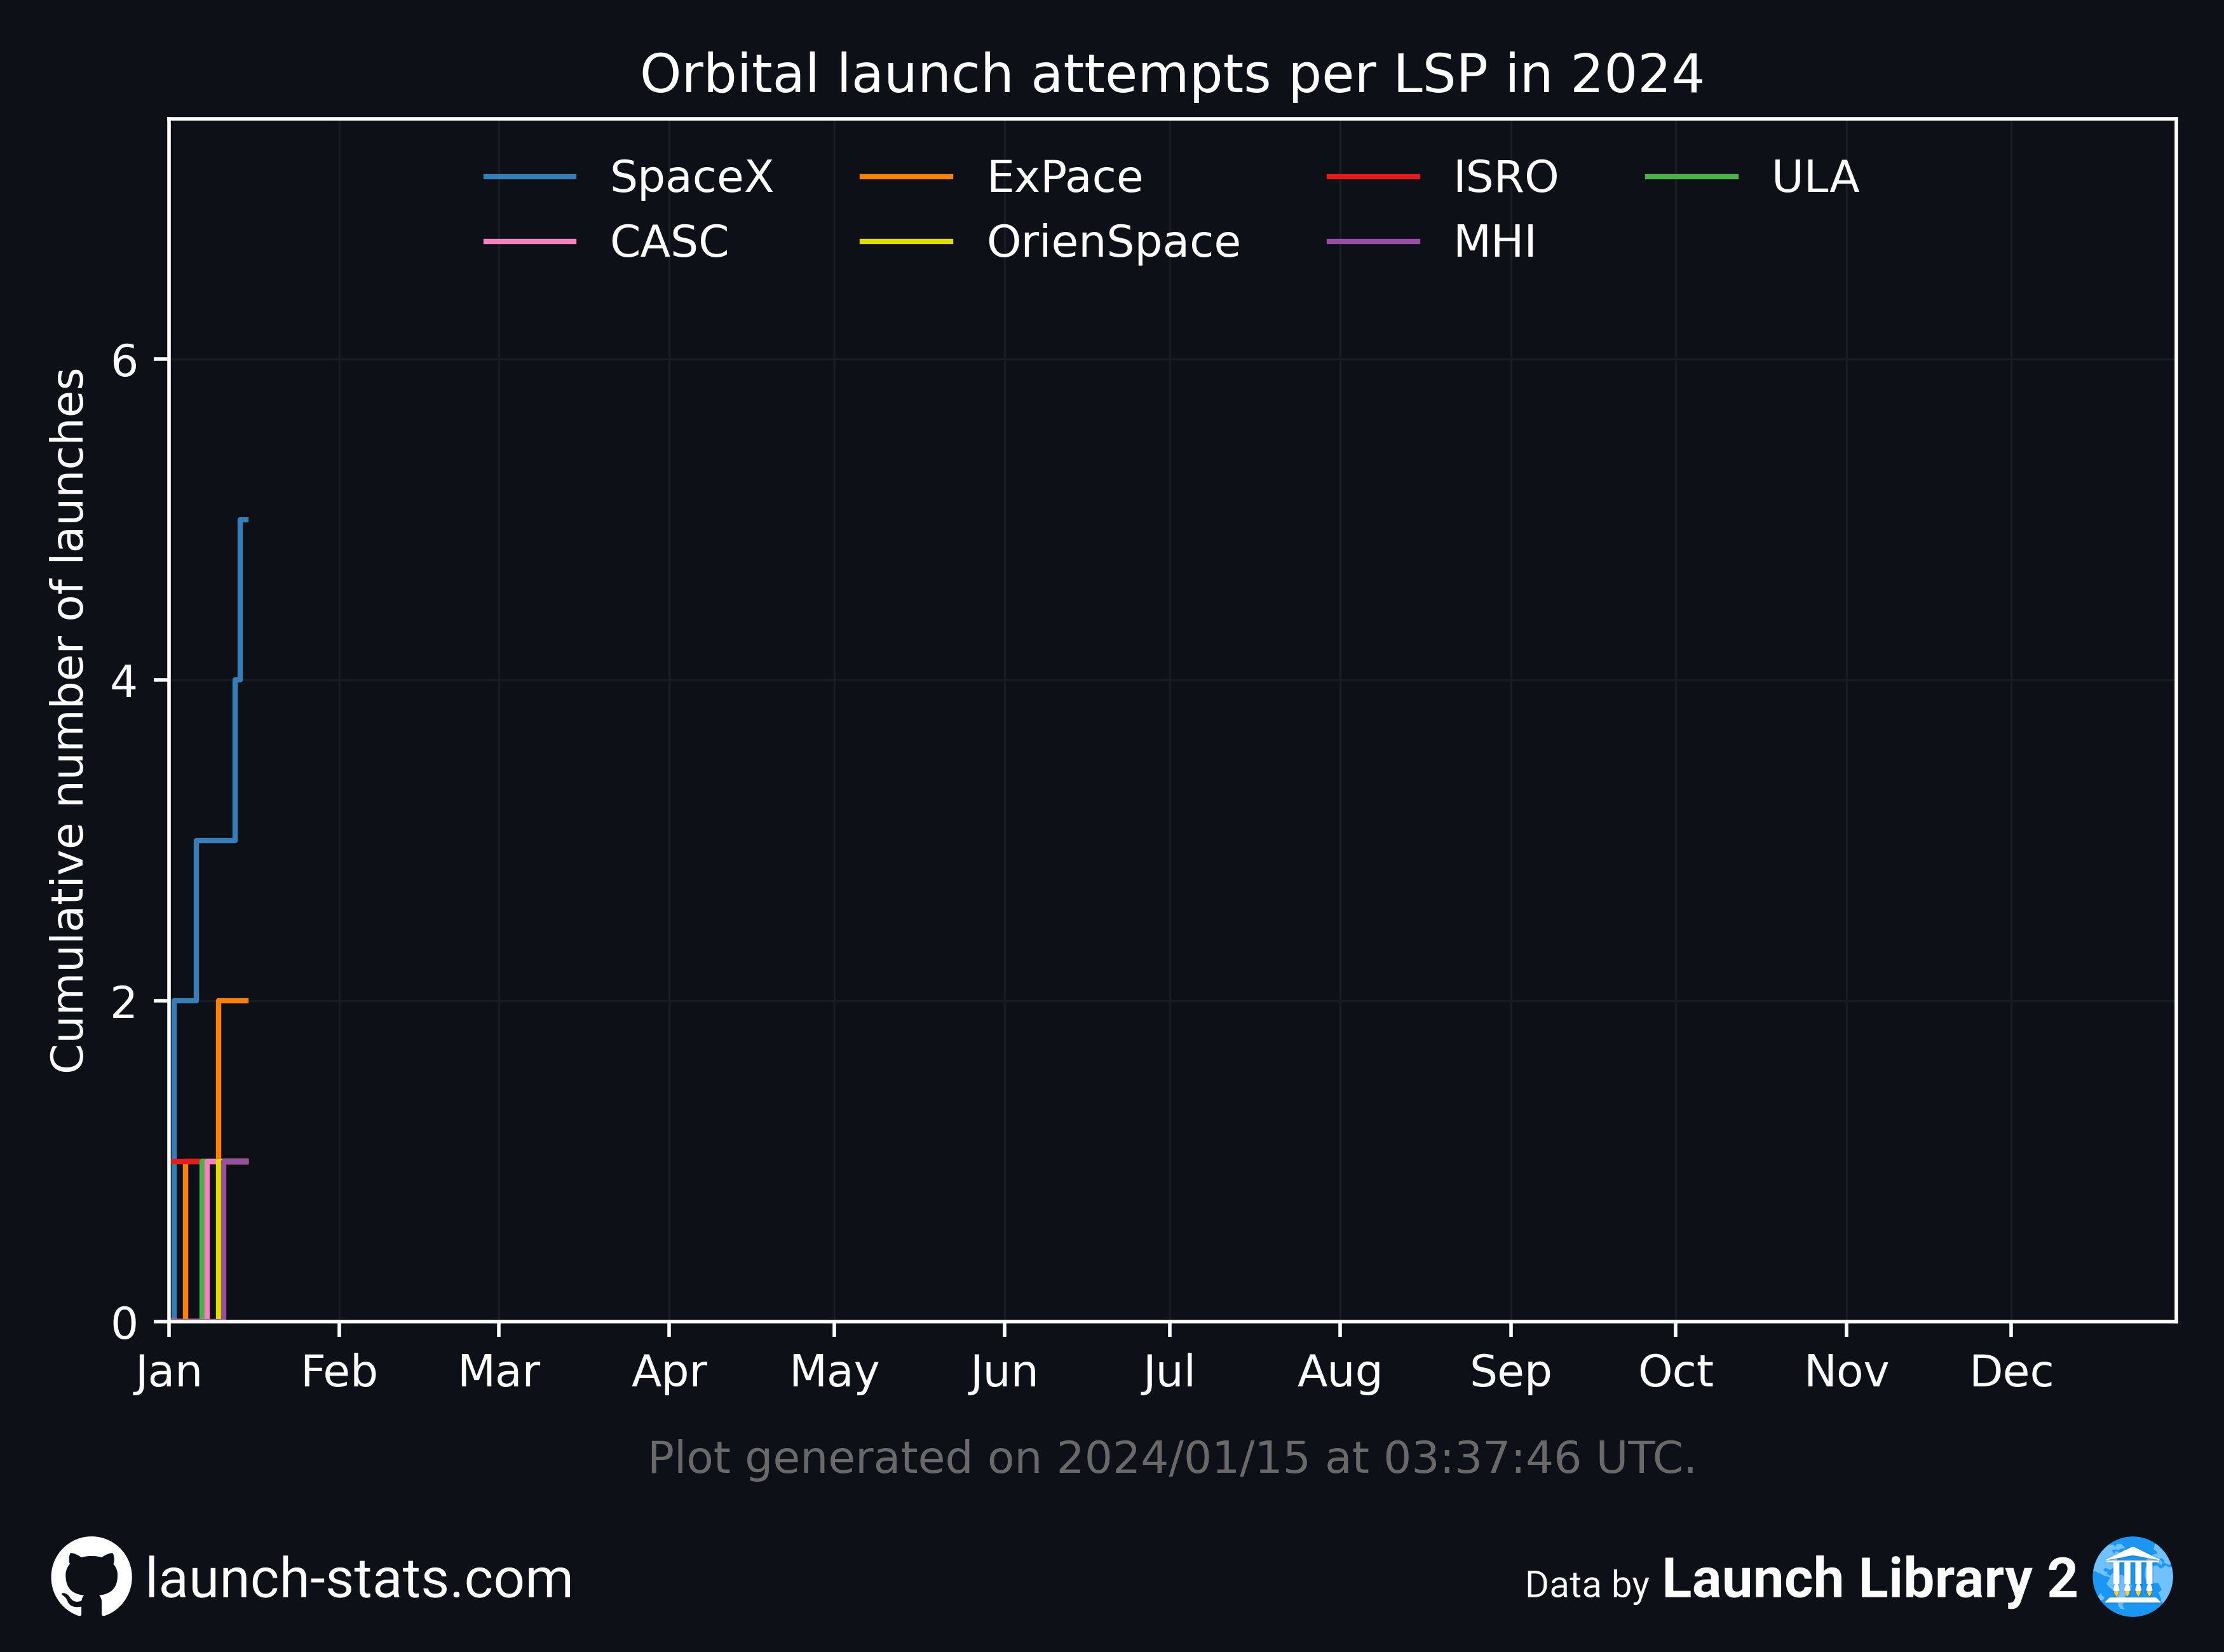 Orbital launch attempts per LSP in 2024
SpaceX ExPace ISRO ULA
CASC OrienSpace MHI
Cumulative number of launches
6
4
2
0
Jan Feb Mar Apr May Jun Jul Aug Sep Oct Nov Dec
Plot generated on 2024/01/15 at 03:37:46 UTC.
launch-stats.com
Data by Launch Library 2